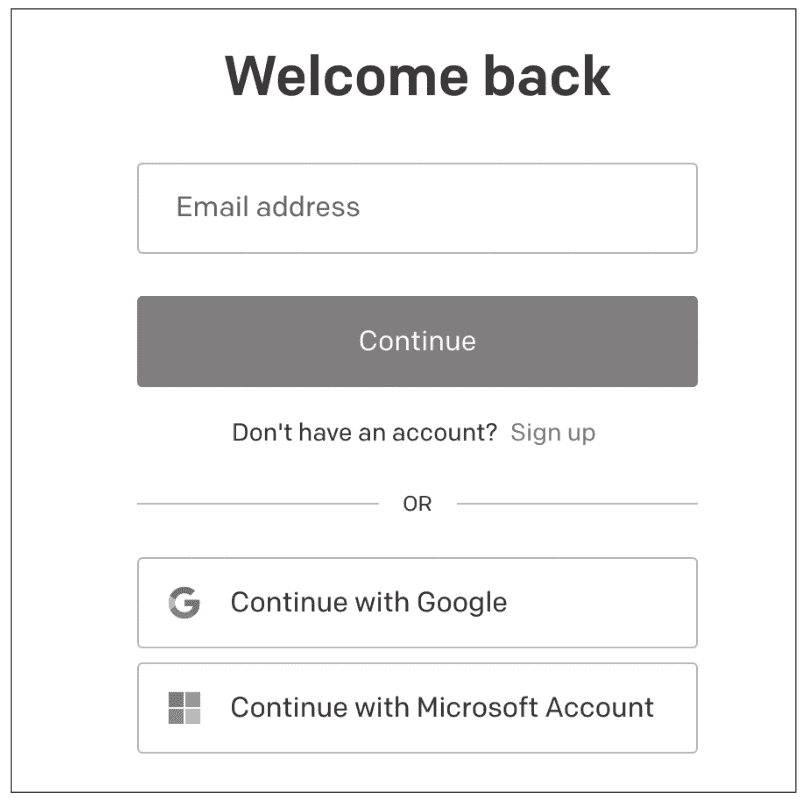 Welcome back
Email address
Continue
Don't have an account? Sign up
OR
Continue with Google
Continue with Microsoft Account